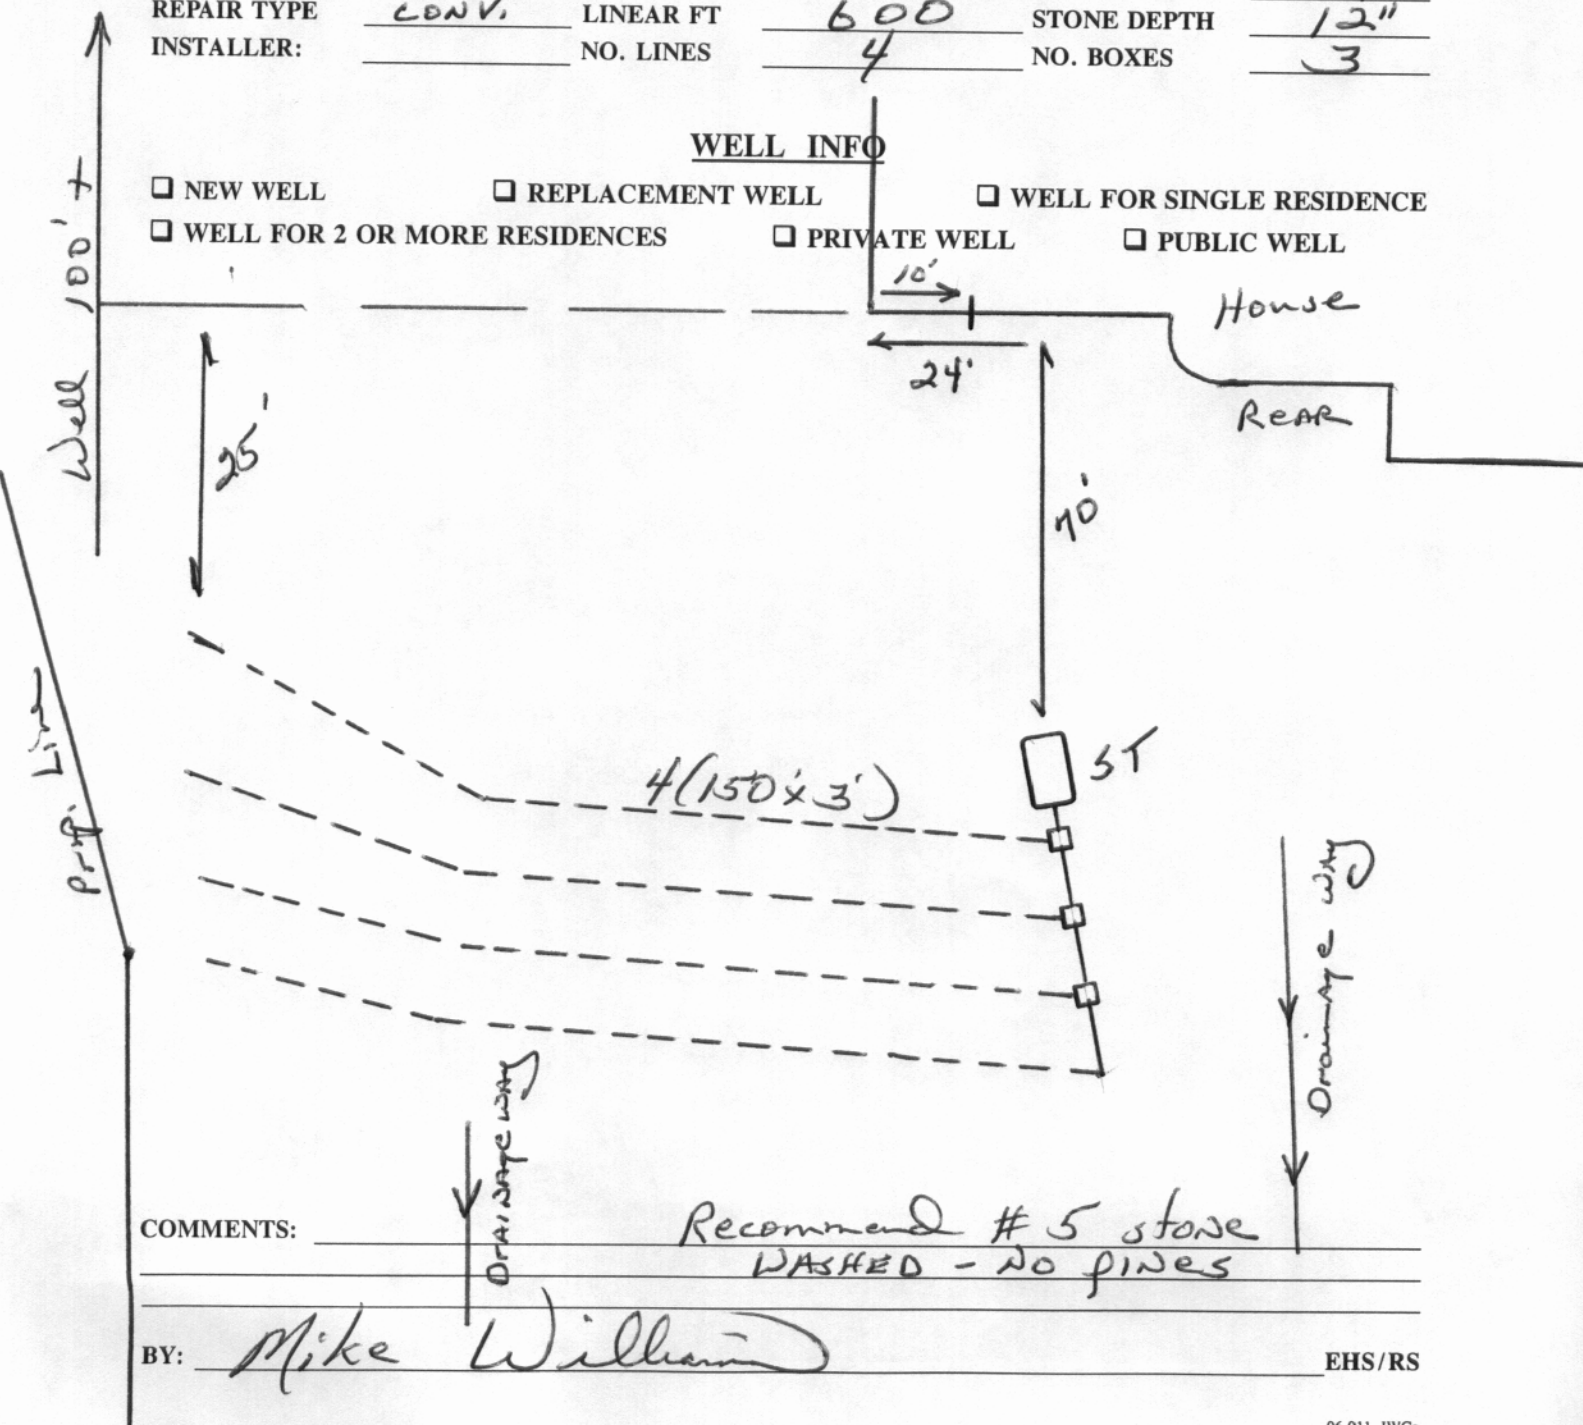 REPAIR TYPE CONV. LINEAR FT 600 STONE DEPTH 12"
INSTALLER: NO. LINES 4 NO. BOXES 3
WELL INFO
❑ NEW WELL ❑ REPLACEMENT WELL ❑ WELL FOR SINGLE RESIDENCE
❑ WELL FOR 2 OR MORE RESIDENCES ❑ PRIVATE WELL ❑ PUBLIC WELL
Well 100' +
10'
House
24'
Rear
25'
70'
Prop. Line
4(150'x3')
ST
Drainage Way
Drainage Way
COMMENTS: Recommend # 5 stone
WASHED - NO FINES
BY: Mike Williams EHS/RS